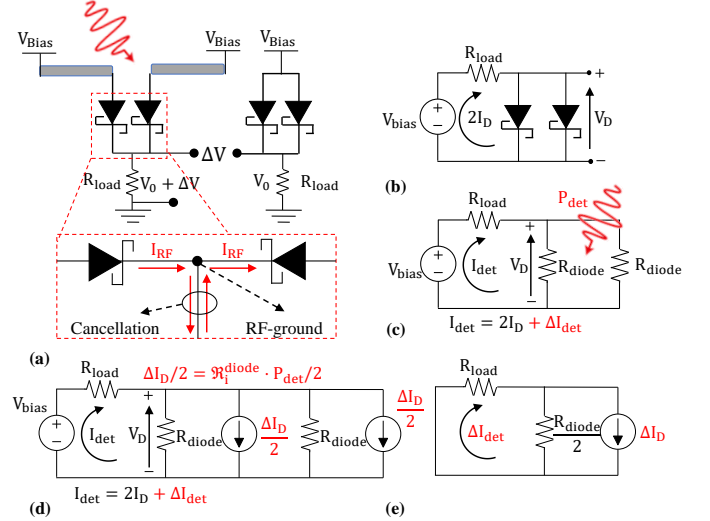 V_Bias
V_Bias
V_Bias
ΔV
R_load
V_0 + ΔV
V_0
R_load
I_RF
I_RF
Cancellation
RF-ground
(a)
R_load
V_bias
2I_D
+
−
+
V_D
−
(b)
P_det
R_load
V_bias
+
−
I_det
+
V_D
−
R_diode
R_diode
(c)
I_det = 2I_D + ΔI_det
R_load
ΔI_D/2 = ℜ_i^diode · P_det/2
V_bias
+
−
I_det
+
V_D
−
R_diode
ΔI_D/2
R_diode
ΔI_D/2
(d)
I_det = 2I_D + ΔI_det
R_load
ΔI_det
R_diode/2
ΔI_D
(e)